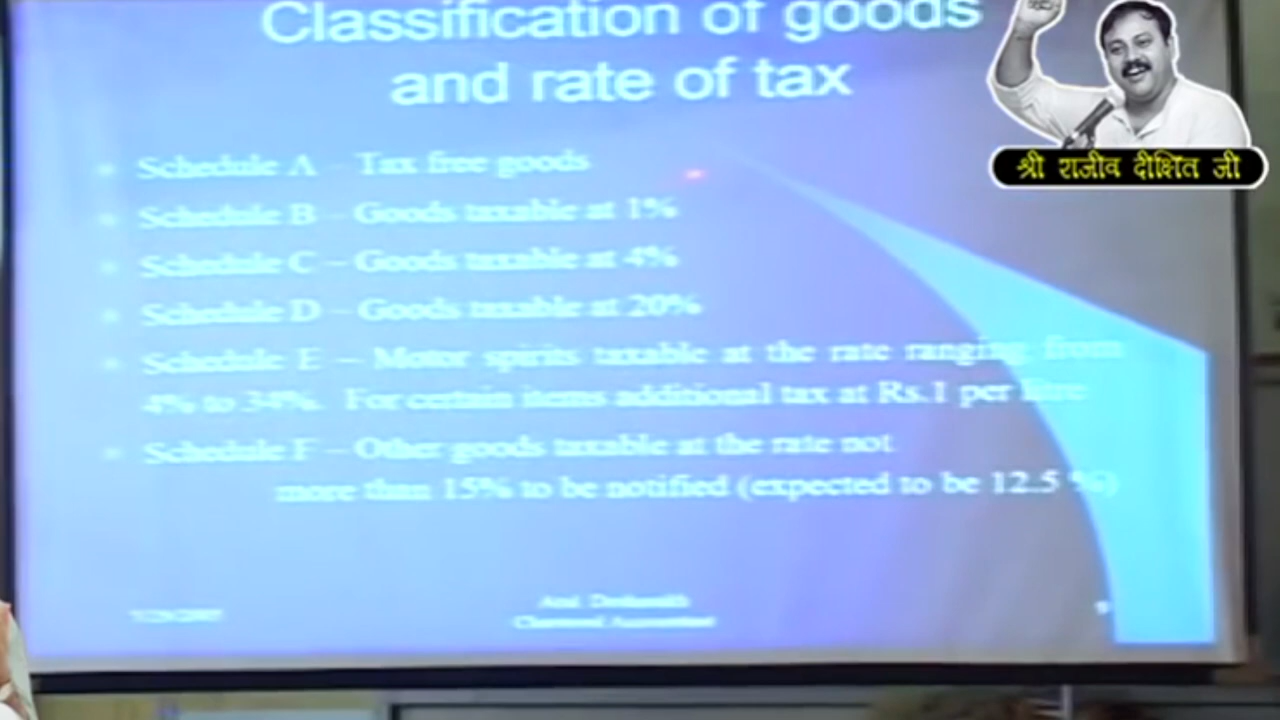 Classification of goods
and rate of tax
श्री राजीव दीक्षित जी
Schedule A – Tax free goods
Schedule B – Goods taxable at 1%
Schedule C – Goods taxable at 4%
Schedule D – Goods taxable at 20%
Schedule E – Motor spirits taxable at the rate ranging from
4% to 34%. For certain items additional tax at Rs.1 per litre
Schedule F – Other goods taxable at the rate not
more than 15% to be notified (expected to be 12.5 %)
Chartered Accountant